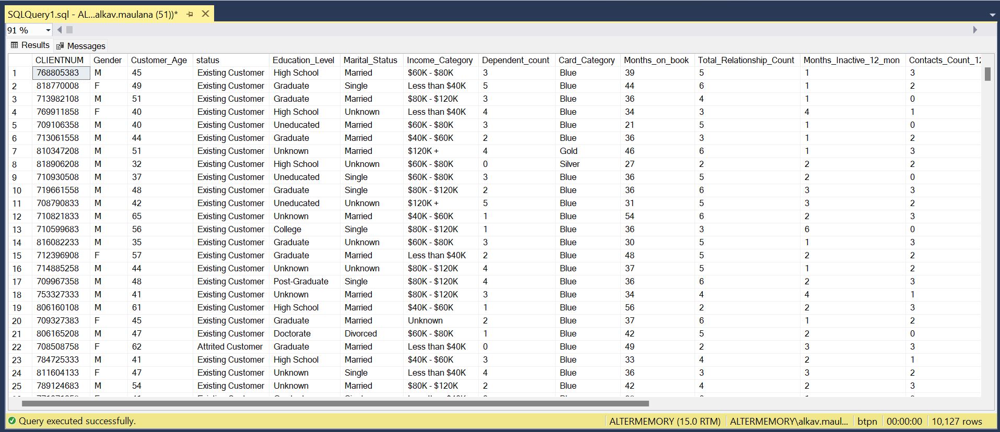 SQLQuery1.sql - AL...alkav.maulana (51))*
91 %
Results Messages
CLIENTNUM Gender Customer_Age status Education_Level Marital_Status Income_Category Dependent_count Card_Category Months_on_book Total_Relationship_Count Months_Inactive_12_mon Contacts_Count_12
1 768805383 M 45 Existing Customer High School Married $60K - $80K 3 Blue 39 5 1 3
2 818770008 F 49 Existing Customer Graduate Single Less than $40K 5 Blue 44 6 1 2
3 713982108 M 51 Existing Customer Graduate Married $80K - $120K 3 Blue 36 4 1 0
4 769911858 F 40 Existing Customer High School Unknown Less than $40K 4 Blue 34 3 4 1
5 709106358 M 40 Existing Customer Uneducated Married $60K - $80K 3 Blue 21 5 1 0
6 713061558 M 44 Existing Customer Graduate Married $40K - $60K 2 Blue 36 3 1 2
7 810347208 M 51 Existing Customer Unknown Married $120K + 4 Gold 46 6 1 3
8 818906208 M 32 Existing Customer High School Unknown $60K - $80K 0 Silver 27 2 2 2
9 710930508 M 37 Existing Customer Uneducated Single $60K - $80K 3 Blue 36 5 2 0
10 719661558 M 48 Existing Customer Graduate Single $80K - $120K 2 Blue 36 6 3 3
11 708790833 M 42 Existing Customer Uneducated Unknown $120K + 5 Blue 31 5 3 2
12 710821833 M 65 Existing Customer Unknown Married $40K - $60K 1 Blue 54 6 2 3
13 710599683 M 56 Existing Customer College Single $80K - $120K 1 Blue 36 3 6 0
14 816082233 M 35 Existing Customer Graduate Unknown $60K - $80K 3 Blue 30 5 1 3
15 712396908 F 57 Existing Customer Graduate Married Less than $40K 2 Blue 48 5 2 2
16 714885258 M 44 Existing Customer Unknown Unknown $80K - $120K 4 Blue 37 5 1 2
17 709967358 M 48 Existing Customer Post-Graduate Single $80K - $120K 4 Blue 36 6 2 3
18 753327333 M 41 Existing Customer Unknown Married $80K - $120K 3 Blue 34 4 4 1
19 806160108 M 61 Existing Customer High School Married $40K - $60K 1 Blue 56 2 2 3
20 709327383 F 45 Existing Customer Graduate Married Unknown 2 Blue 37 6 1 2
21 806165208 M 47 Existing Customer Doctorate Divorced $60K - $80K 1 Blue 42 5 2 0
22 708508758 F 62 Attrited Customer Graduate Married Less than $40K 0 Blue 49 2 3 3
23 784725333 M 41 Existing Customer High School Married $40K - $60K 3 Blue 33 4 2 1
24 811604133 F 47 Existing Customer Unknown Single Less than $40K 4 Blue 36 3 3 2
25 789124683 M 54 Existing Customer Unknown Married $80K - $120K 2 Blue 42 4 2 3
Query executed successfully. ALTERMEMORY (15.0 RTM) ALTERMEMORY\alkav.maul... btpn 00:00:00 10,127 rows